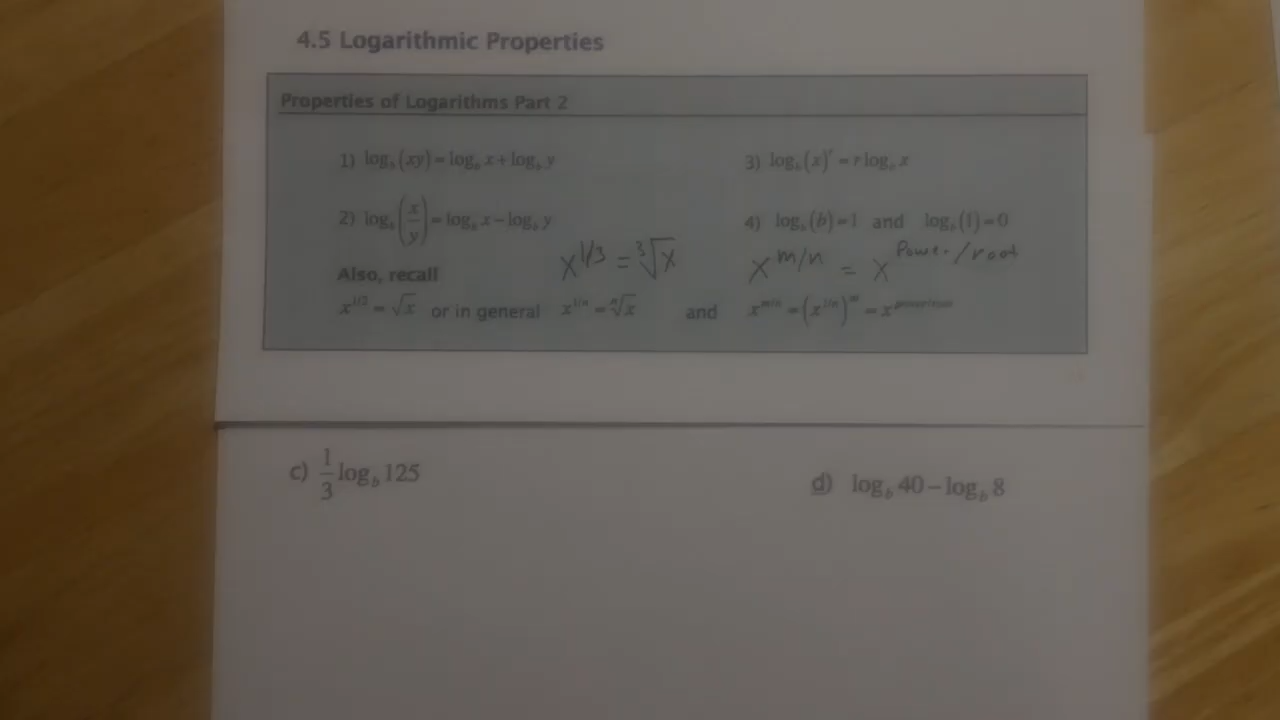 4.5 Logarithmic Properties
Properties of Logarithms Part 2
1) log_b(xy) = log_b x + log_b y
3) log_b(x)^r = r log_b x
2) log_b(x/y) = log_b x − log_b y
4) log_b(b) = 1 and log_b(1) = 0
x^1/3 = ∛x
x^m/n = x^Power/root
Also, recall
x^1/2 = √x or in general x^1/n = ⁿ√x and x^m/n = (x^1/n)^m = x^power/root
c) 1/3 log_b 125
d) log_b 40 − log_b 8